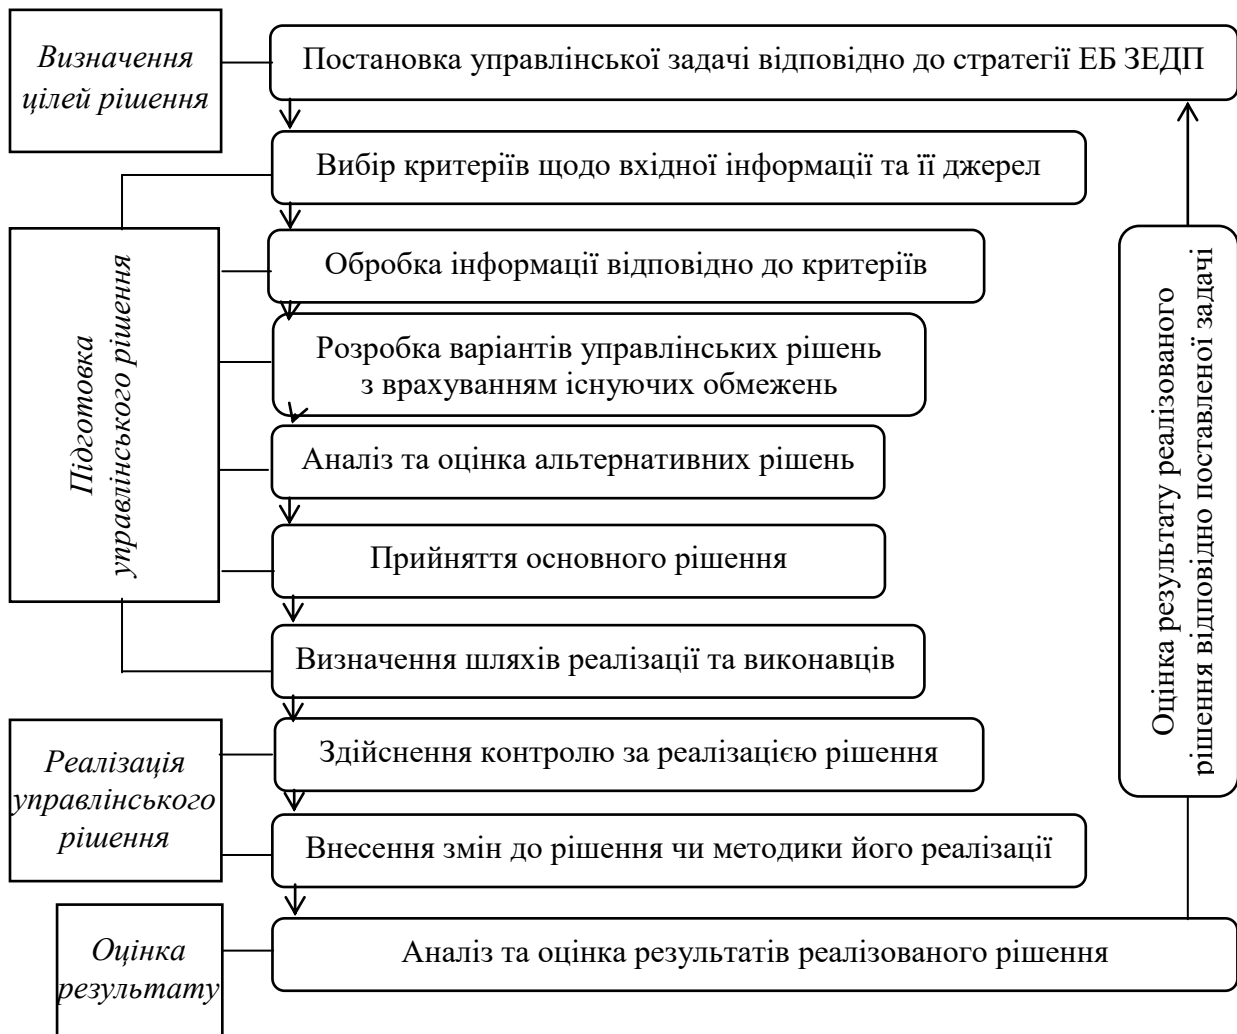 Визначення
цілей рішення
Постановка управлінської задачі відповідно до стратегії ЕБ ЗЕДП
Вибір критеріїв щодо вхідної інформації та її джерел
Підготовка
управлінського рішення
Обробка інформації відповідно до критеріїв
Розробка варіантів управлінських рішень
з врахуванням існуючих обмежень
Аналіз та оцінка альтернативних рішень
Прийняття основного рішення
Визначення шляхів реалізації та виконавців
Реалізація
управлінського
рішення
Здійснення контролю за реалізацією рішення
Внесення змін до рішення чи методики його реалізації
Оцінка
результату
Аналіз та оцінка результатів реалізованого рішення
Оцінка результату реалізованого
рішення відповідно поставленої задачі